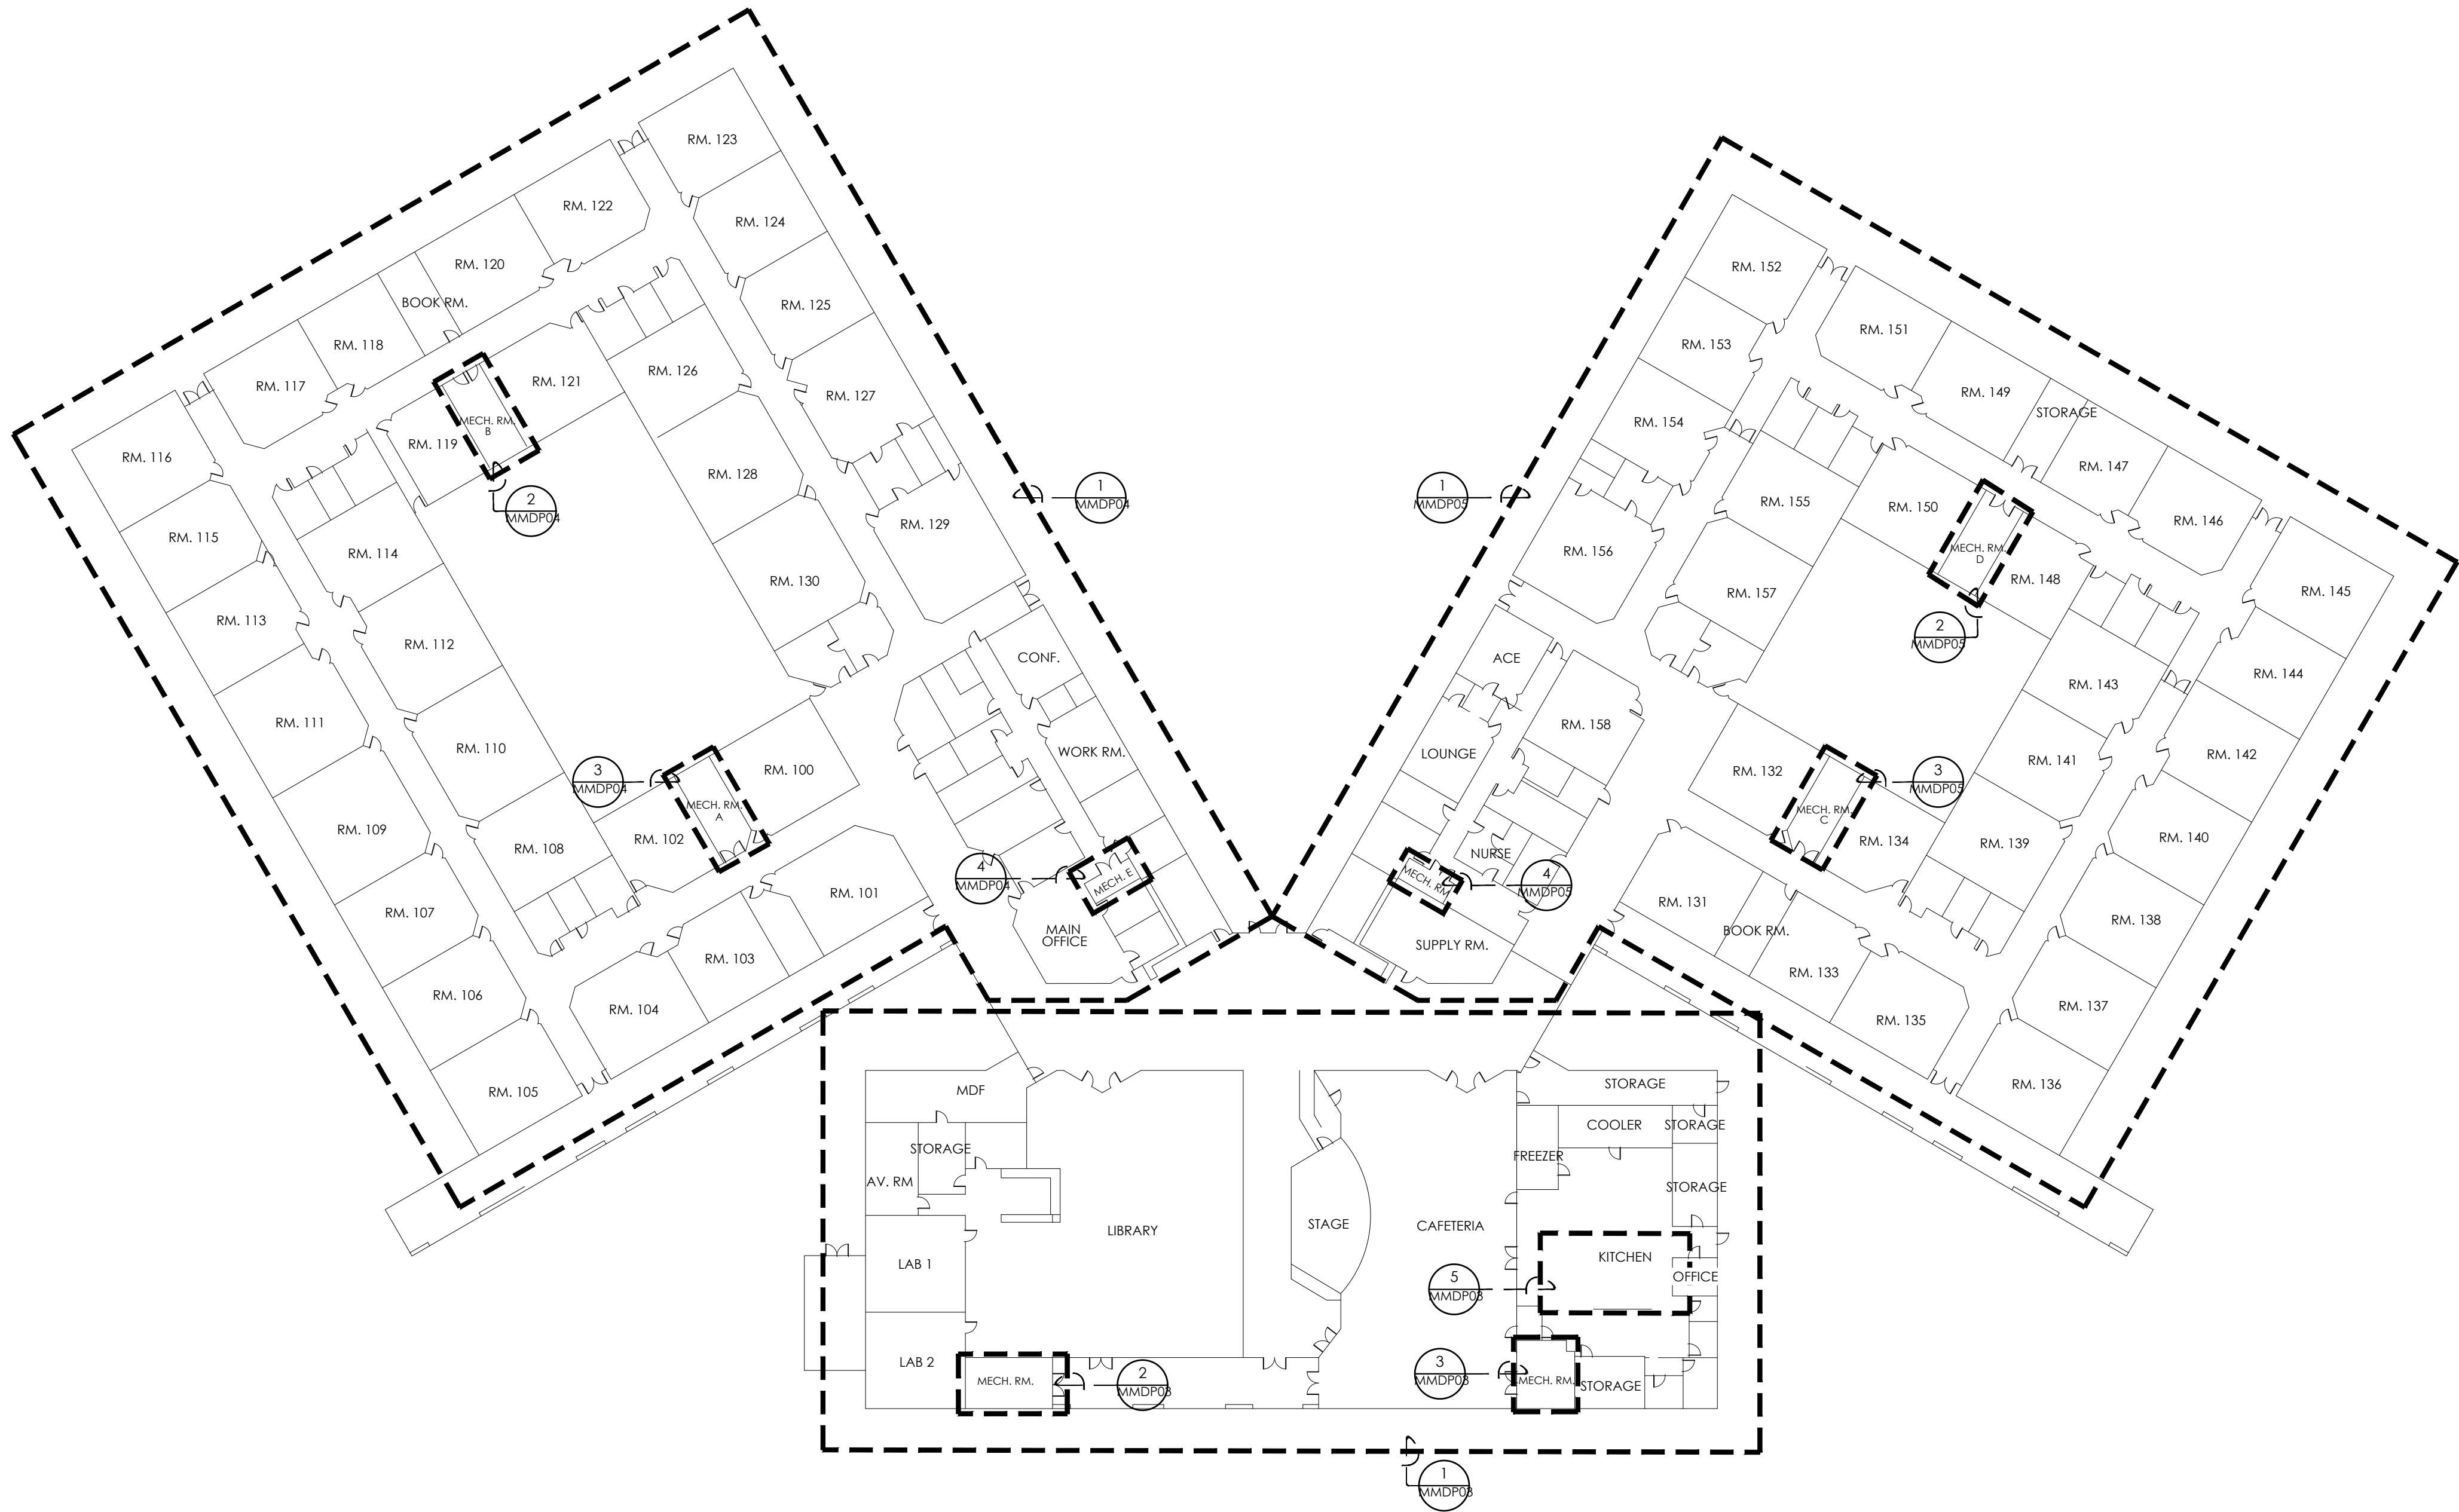 RM. 123
RM. 122
RM. 124
RM. 120
BOOK RM.
RM. 125
RM. 118
RM. 117
RM. 121
RM. 126
RM. 127
MECH. RM.
B
RM. 119
RM. 116
RM. 128
2
MMDP04
1
MMDP04
RM. 129
RM. 115
RM. 114
RM. 130
RM. 113
RM. 112
CONF.
RM. 111
RM. 110
WORK RM.
3
MMDP04
RM. 100
MECH. RM.
A
RM. 109
RM. 102
RM. 108
4
MMDP04
MECH. E
RM. 101
RM. 107
MAIN
OFFICE
RM. 103
RM. 106
RM. 104
RM. 105
RM. 152
RM. 151
RM. 153
RM. 149
STORAGE
RM. 154
RM. 147
1
MMDP05
RM. 155
RM. 150
RM. 146
RM. 156
MECH. RM.
D
RM. 148
RM. 157
RM. 145
2
MMDP05
ACE
RM. 144
RM. 143
RM. 158
LOUNGE
RM. 142
RM. 141
RM. 132
3
MMDP05
MECH. RM.
C
RM. 134
RM. 139
RM. 140
NURSE
MECH. RM
4
MMDP05
RM. 131
BOOK RM.
RM. 138
SUPPLY RM.
RM. 133
RM. 137
RM. 135
RM. 136
MDF
STORAGE
COOLER
STORAGE
STORAGE
FREEZER
AV. RM
STORAGE
LIBRARY
STAGE
CAFETERIA
KITCHEN
LAB 1
OFFICE
5
MMDP03
LAB 2
MECH. RM.
2
MMDP03
3
MMDP03
MECH. RM.
STORAGE
1
MMDP03